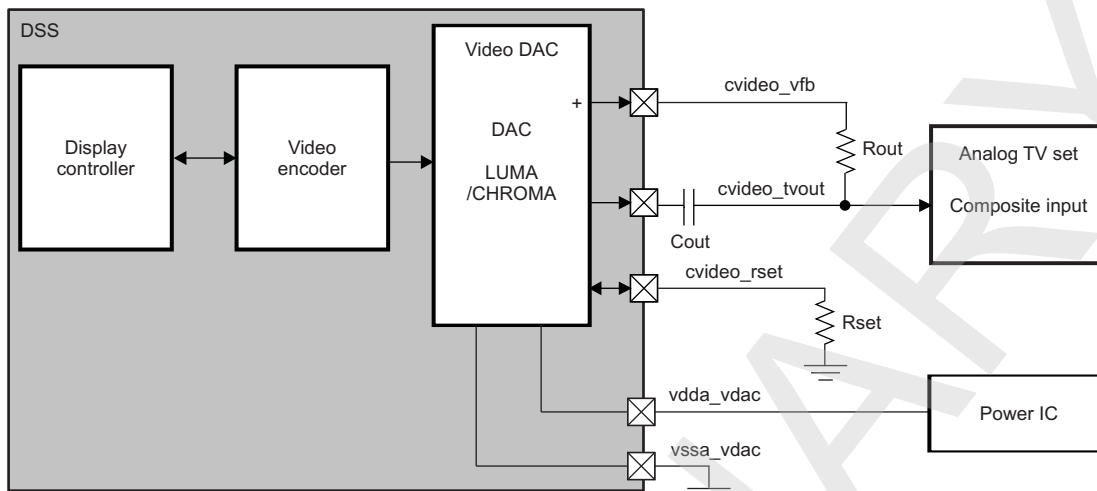 DSS
Display
controller
Video
encoder
Video DAC
+
DAC
LUMA
/CHROMA
cvideo_vfb
Rout
cvideo_tvout
Cout
cvideo_rset
Rset
vdda_vdac
vssa_vdac
Analog TV set
Composite input
Power IC
NARY